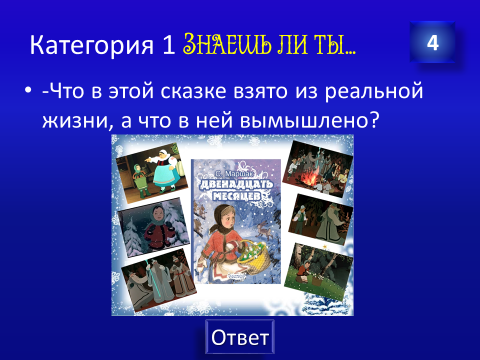 Категория 1 Знаешь ли ты...
4
• -Что в этой сказке взято из реальной
жизни, а что в ней вымышлено?
С. Маршак
ДВЕНАДЦАТЬ
МЕСЯЦЕВ
Ответ